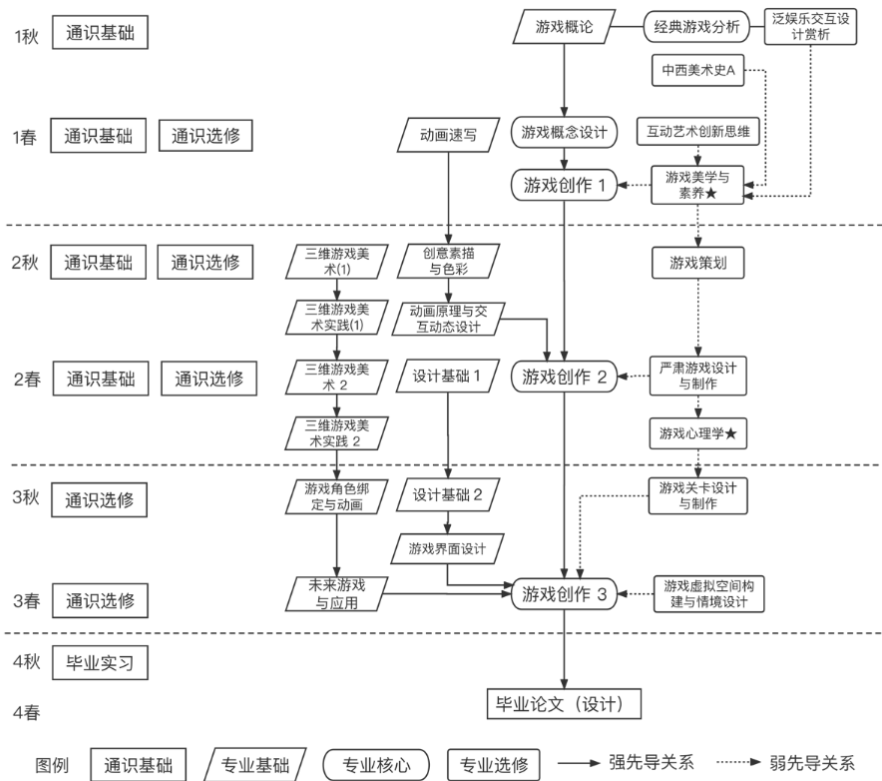 1秋
通识基础
游戏概论
经典游戏分析
泛娱乐交互设
计赏析
中西美术史A
1春
通识基础
通识选修
动画速写
游戏概念设计
互动艺术创新思维
游戏创作 1
游戏美学与
素养★
2秋
通识基础
通识选修
三维游戏美
术(1)
创意素描
与色彩
游戏策划
三维游戏美
术实践(1)
动画原理与交
互动态设计
2春
通识基础
通识选修
三维游戏美
术 2
设计基础 1
游戏创作 2
严肃游戏设计
与制作
三维游戏美
术实践 2
游戏心理学★
3秋
通识选修
游戏角色绑
定与动画
设计基础 2
游戏关卡设计
与制作
游戏界面设计
3春
通识选修
未来游戏
与应用
游戏创作 3
游戏虚拟空间构
建与情境设计
4秋
毕业实习
4春
毕业论文（设计）
图例
通识基础
专业基础
专业核心
专业选修
强先导关系
弱先导关系